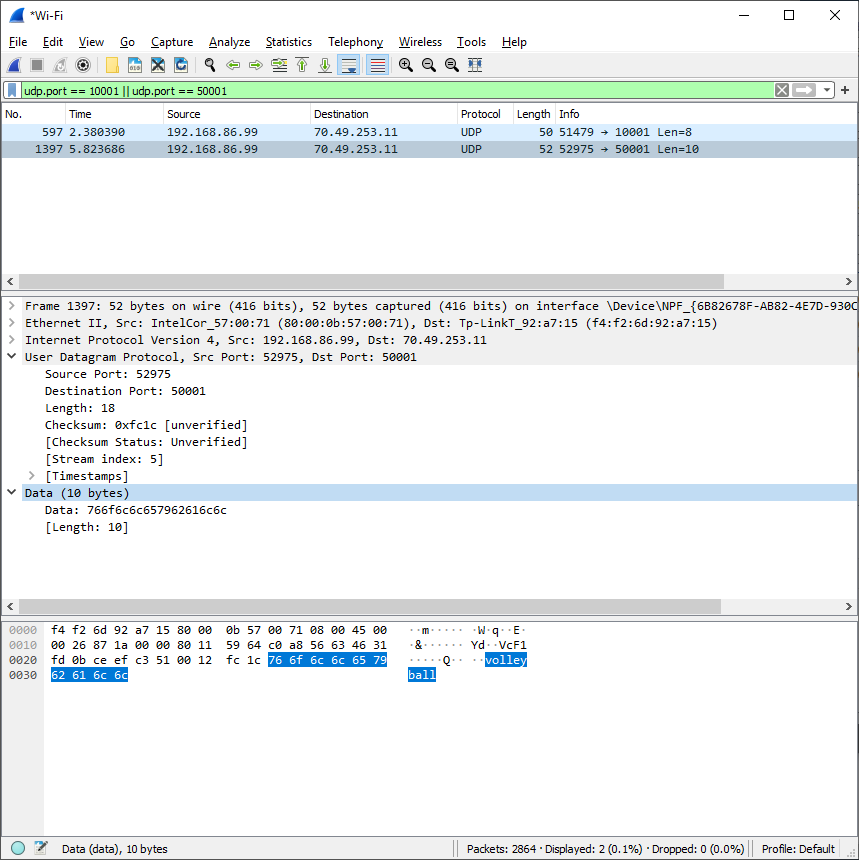 *Wi-Fi
File Edit View Go Capture Analyze Statistics Telephony Wireless Tools Help
udp.port == 10001 || udp.port == 50001
No. Time Source Destination Protocol Length Info
597 2.380390 192.168.86.99 70.49.253.11 UDP 50 51479 → 10001 Len=8
1397 5.823686 192.168.86.99 70.49.253.11 UDP 52 52975 → 50001 Len=10
Frame 1397: 52 bytes on wire (416 bits), 52 bytes captured (416 bits) on interface \Device\NPF_{6B82678F-AB82-4E7D-930C
Ethernet II, Src: IntelCor_57:00:71 (80:00:0b:57:00:71), Dst: Tp-LinkT_92:a7:15 (f4:f2:6d:92:a7:15)
Internet Protocol Version 4, Src: 192.168.86.99, Dst: 70.49.253.11
User Datagram Protocol, Src Port: 52975, Dst Port: 50001
Source Port: 52975
Destination Port: 50001
Length: 18
Checksum: 0xfc1c [unverified]
[Checksum Status: Unverified]
[Stream index: 5]
[Timestamps]
Data (10 bytes)
Data: 766f6c6c657962616c6c
[Length: 10]
0000 f4 f2 6d 92 a7 15 80 00 0b 57 00 71 08 00 45 00 ··m····· ·W·q··E·
0010 00 26 87 1a 00 00 80 11 59 64 c0 a8 56 63 46 31 ·&······ Yd··VcF1
0020 fd 0b ce ef c3 51 00 12 fc 1c 76 6f 6c 6c 65 79 ·····Q·· ··volley
0030 62 61 6c 6c ball
Data (data), 10 bytes Packets: 2864 · Displayed: 2 (0.1%) · Dropped: 0 (0.0%) Profile: Default